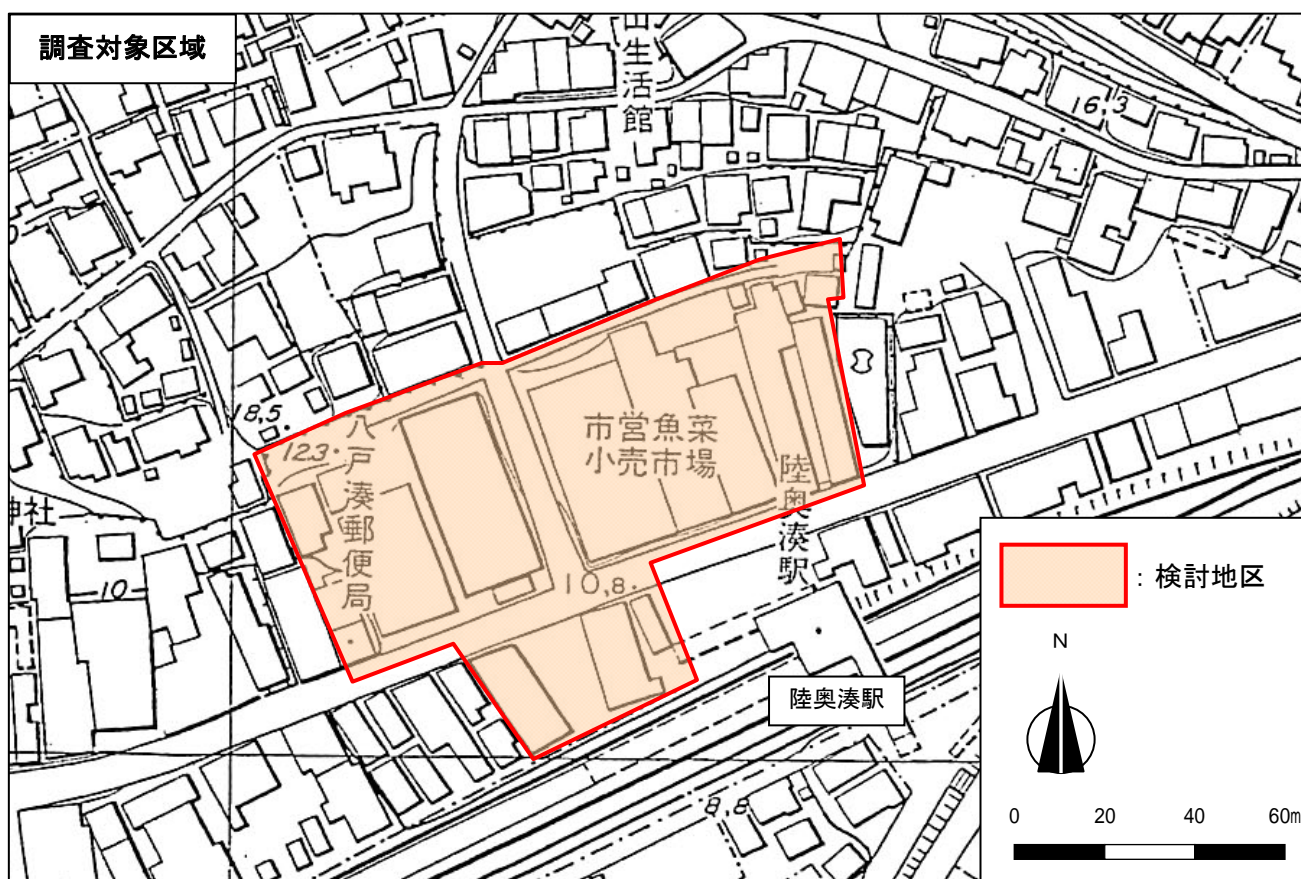 調査対象区域
生活館
16,3
18,5
12,3
八戸湊郵便局
市営魚菜
小売市場
陸奥湊駅
神社
10
10,8
: 検討地区
N
陸奥湊駅
8 8
0 20 40 60m